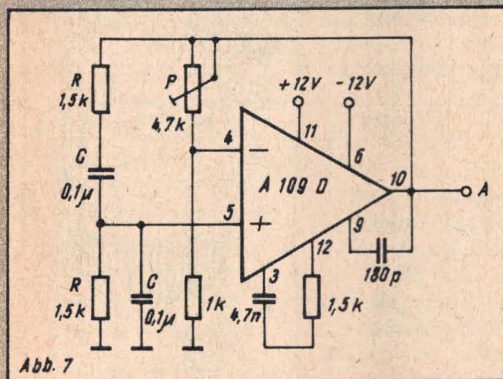 R
1,5k
P
4,7k
+12V
-12V
C
0,1µ
4
11
6
10
A
A 109 D
5
9
12
3
R
1,5k
C
0,1µ
1k
4,7n
1,5k
180p
Abb. 7